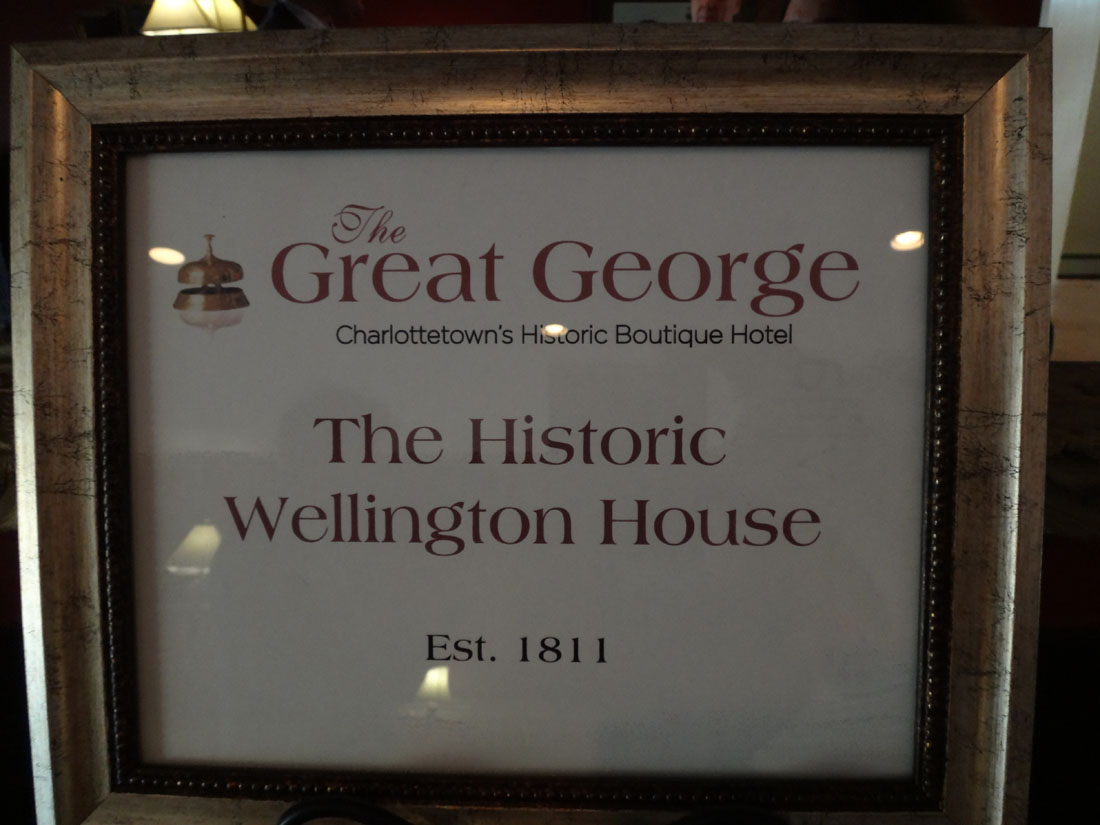 The
Great George
Charlottetown's Historic Boutique Hotel
The Historic
Wellington House
Est. 1811